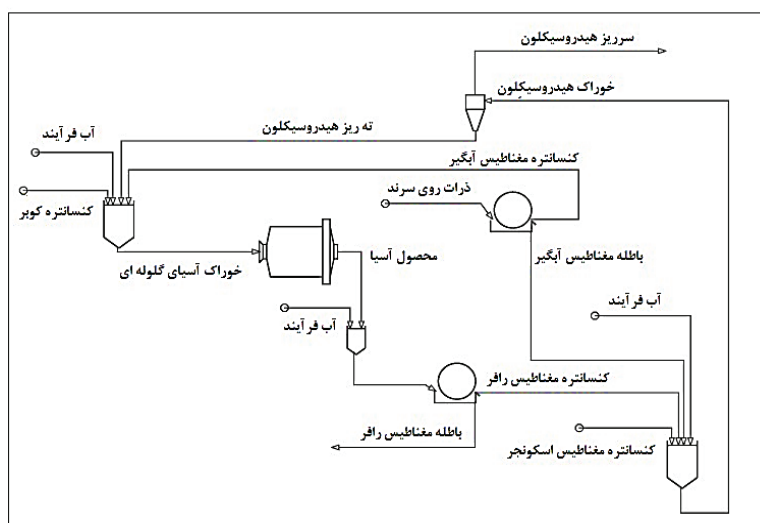 سرریز هیدروسیکلون
خوراک هیدروسیکلون
ته ریز هیدروسیکلون
آب فرآیند
کنسانتره مغناطیس آبگیر
ذرات روی سرند
کنسانتره کوبر
محصول آسیا
باطله مغناطیس آبگیر
خوراک آسیای گلوله ای
آب فرآیند
آب فرآیند
کنسانتره مغناطیس رافر
باطله مغناطیس رافر
کنسانتره مغناطیس اسکونجر